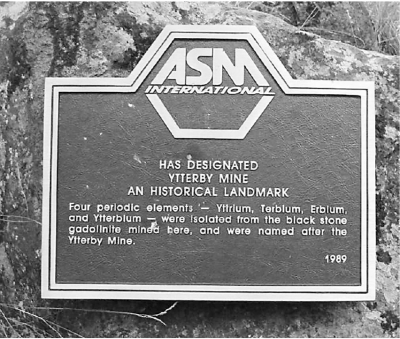 ASM
INTERNATIONAL
HAS DESIGNATED
YTTERBY MINE
AN HISTORICAL LANDMARK
Four periodic elements — Yttrium, Terbium, Erbium,
and Ytterbium — were isolated from the black stone
gadolinite mined here, and were named after the
Ytterby Mine.
1989